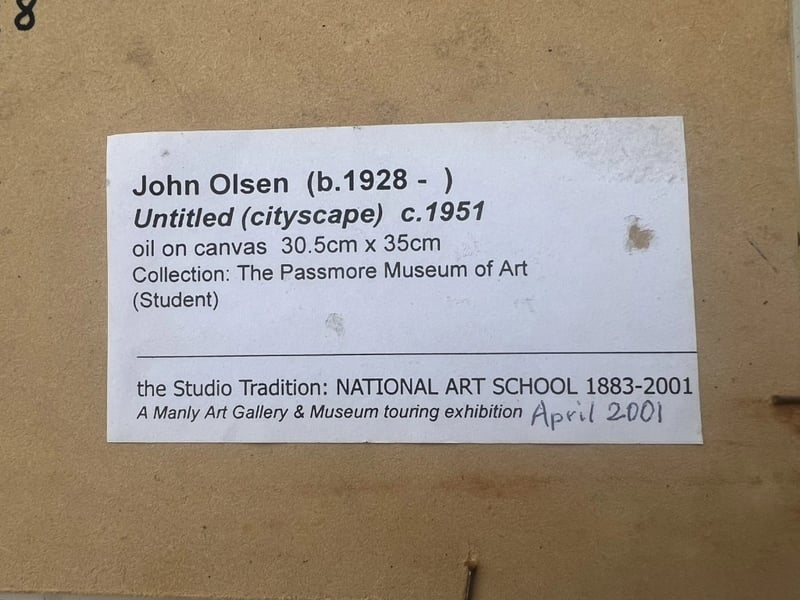 8
John Olsen (b.1928 - )
Untitled (cityscape) c.1951
oil on canvas 30.5cm x 35cm
Collection: The Passmore Museum of Art
(Student)
the Studio Tradition: NATIONAL ART SCHOOL 1883-2001
A Manly Art Gallery & Museum touring exhibition April 2001